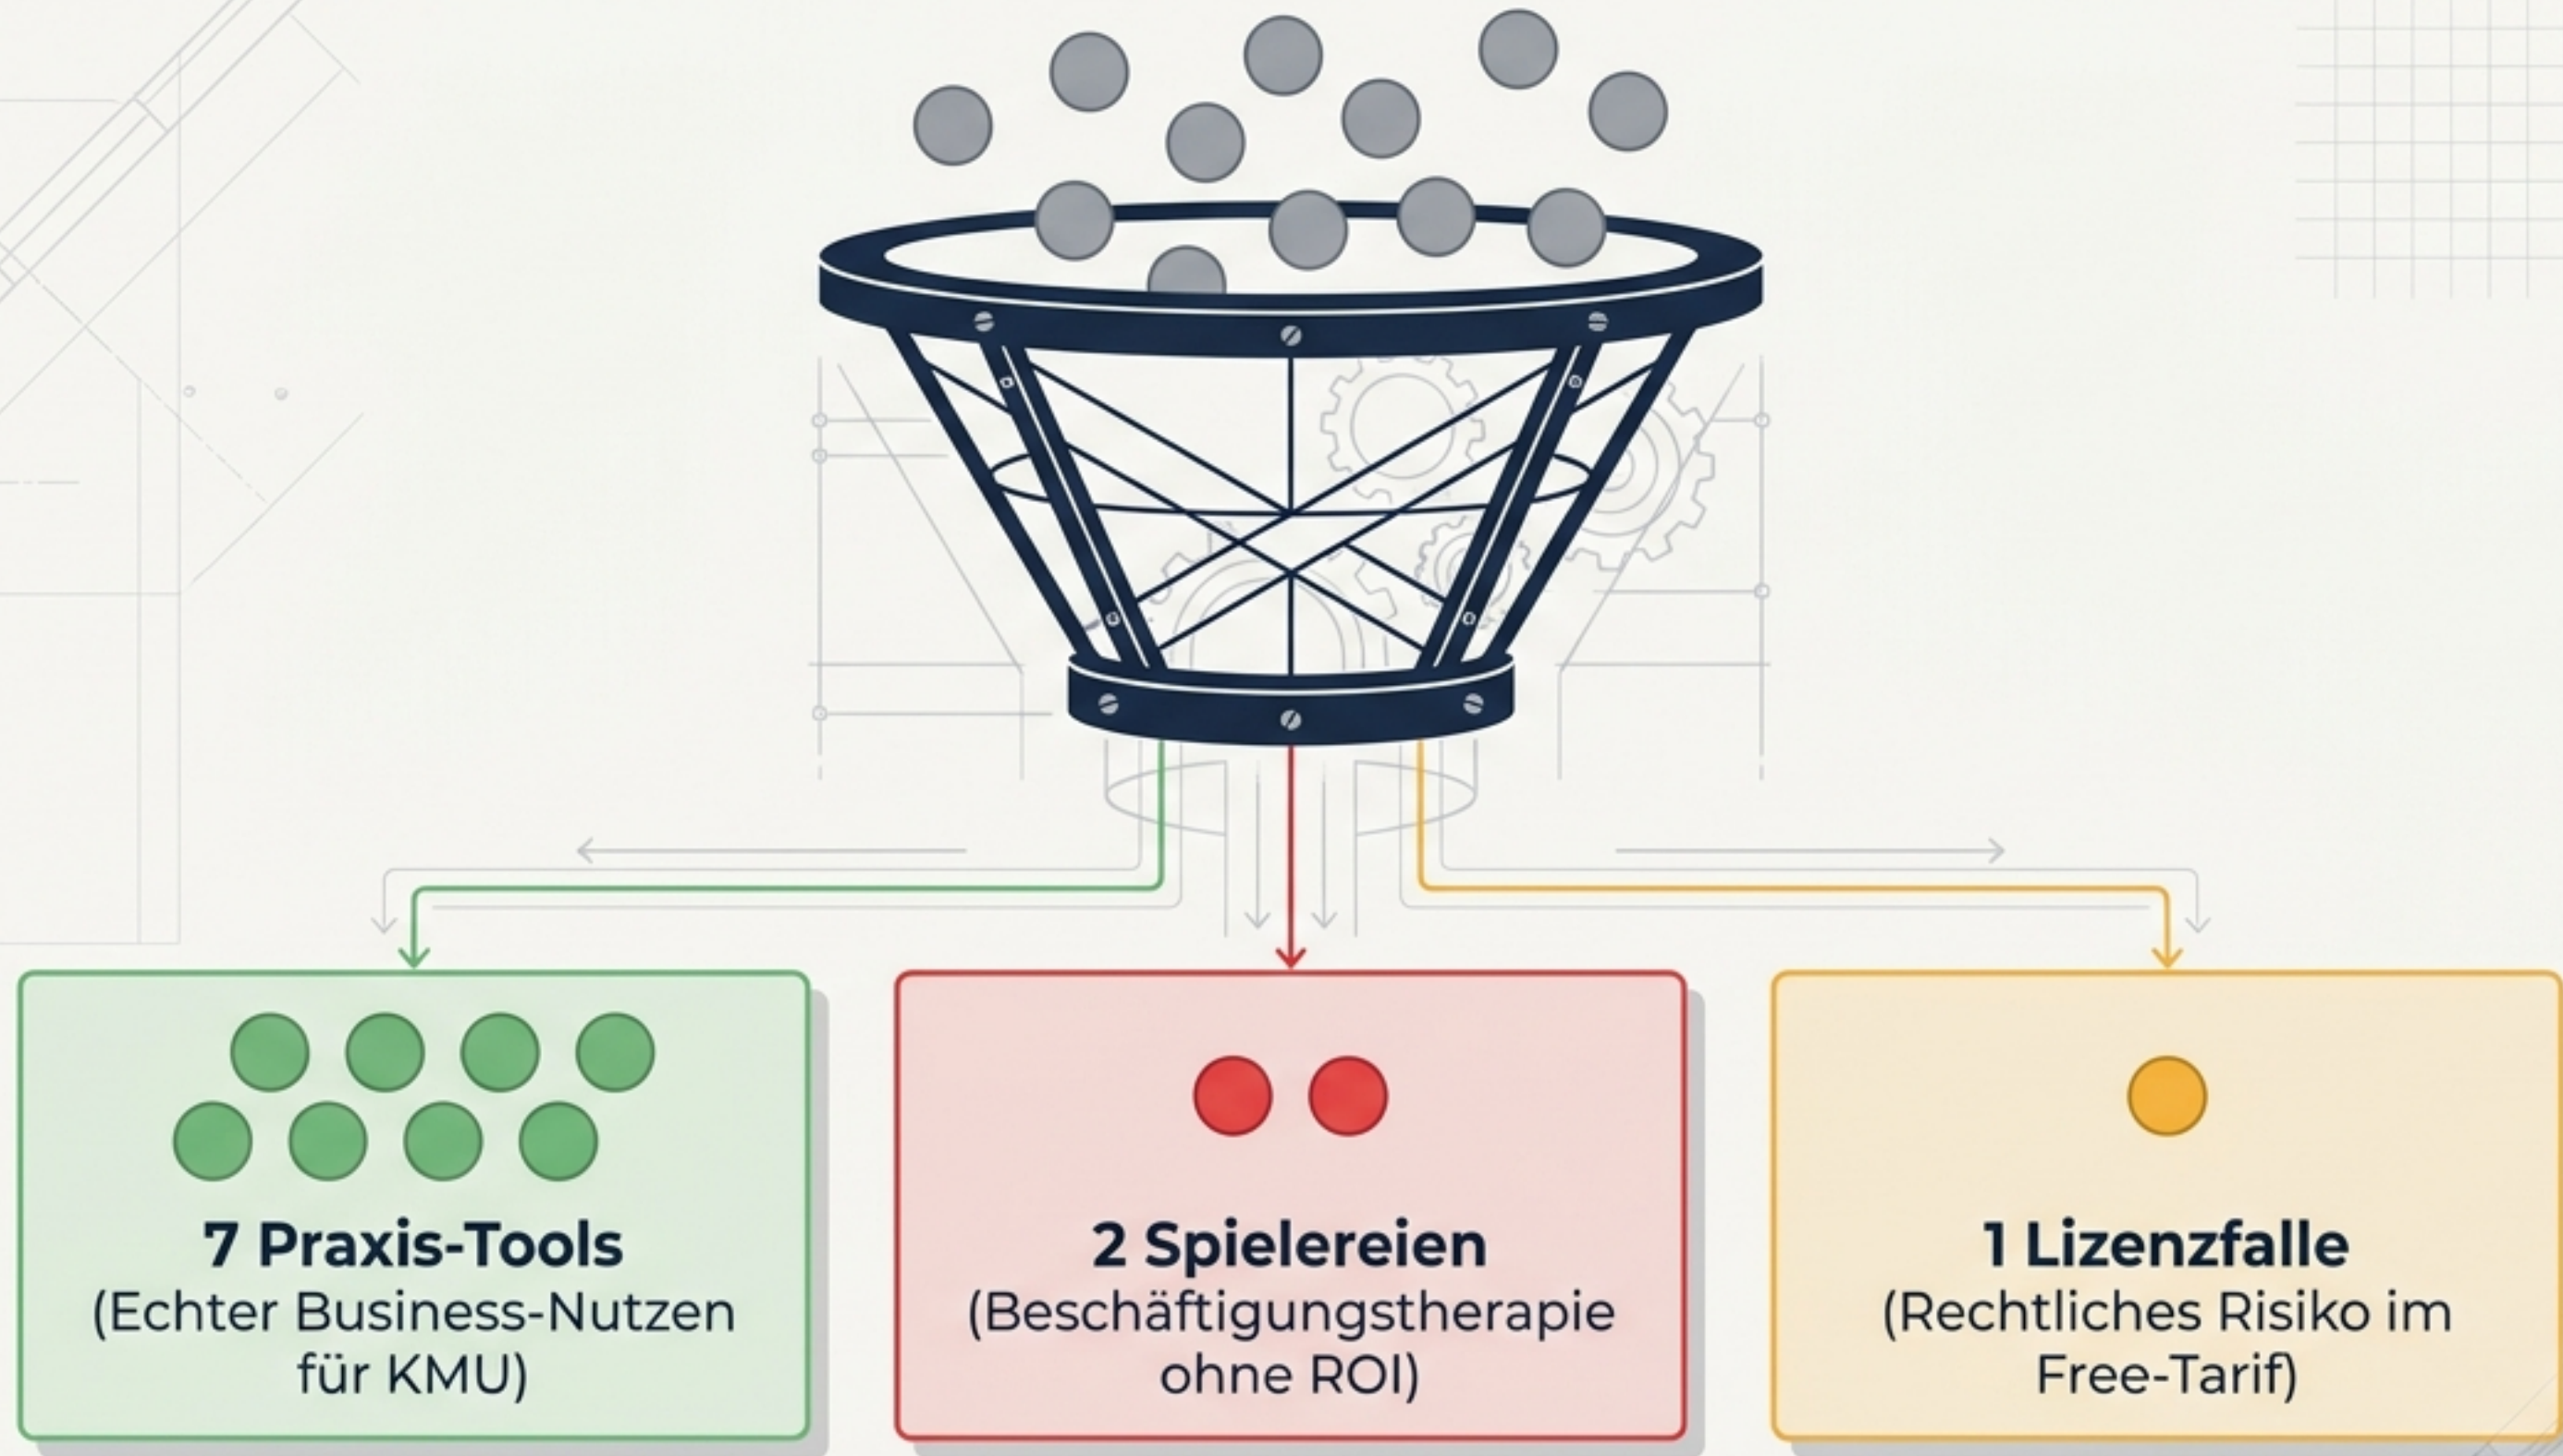 7 Praxis-Tools
(Echter Business-Nutzen
für KMU)
2 Spielereien
(Beschäftigungstherapie
ohne ROI)
1 Lizenzfalle
(Rechtliches Risiko im
Free-Tarif)